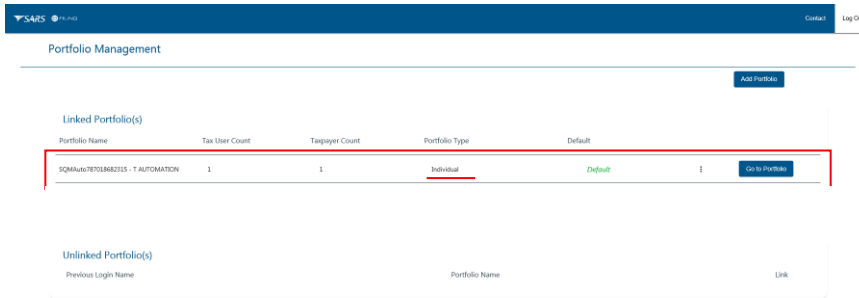 SARS eFILING Contact Log O
Portfolio Management
Add Portfolio
Linked Portfolio(s)
Portfolio Name Tax User Count Taxpayer Count Portfolio Type Default
SQMAuto787018682315 - T AUTOMATION 1 1 Individual Default Go to Portfolio
Unlinked Portfolio(s)
Previous Login Name Portfolio Name Link